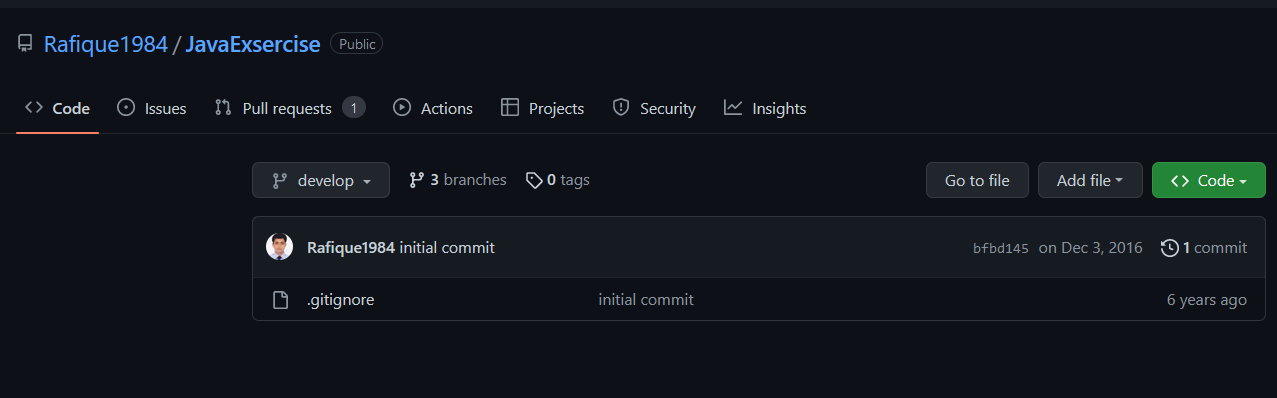 Rafique1984 / JavaExsercise Public
Code Issues Pull requests 1 Actions Projects Security Insights
develop 3 branches 0 tags Go to file Add file Code
Rafique1984 initial commit bfbd145 on Dec 3, 2016 1 commit
.gitignore initial commit 6 years ago